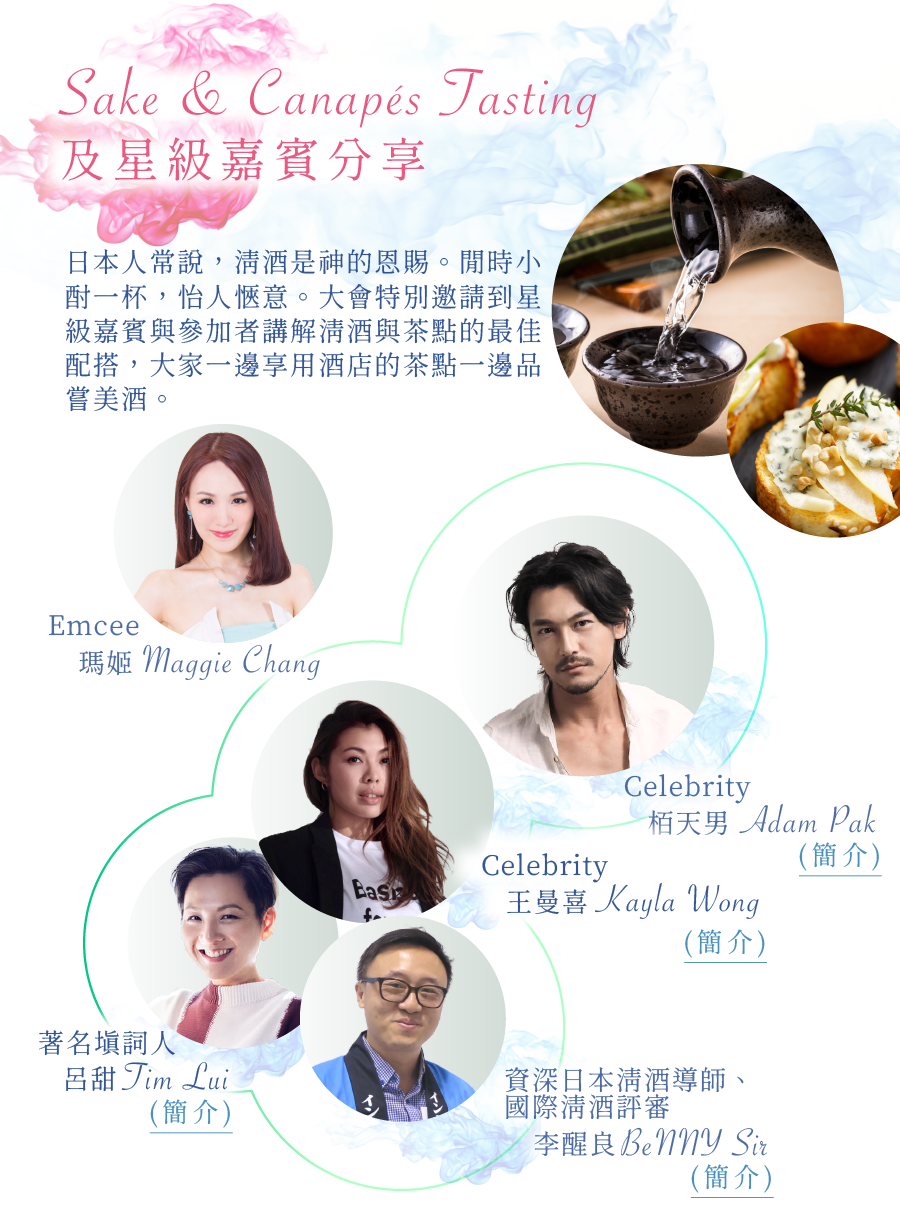 Sake & Canapés Tasting
及星級嘉賓分享
日本人常說，清酒是神的恩賜。閒時小
酎一杯，怡人愜意。大會特別邀請到星
級嘉賓與參加者講解清酒與茶點的最佳
配搭，大家一邊享用酒店的茶點一邊品
嘗美酒。
Emcee
瑪姬 Maggie Chang
Celebrity
栢天男 Adam Pak
(簡介)
Celebrity
王曼喜 Kayla Wong
(簡介)
著名填詞人
呂甜 Tim Lui
(簡介)
資深日本清酒導師、
國際清酒評審
李醒良 BeNNY Sir
(簡介)